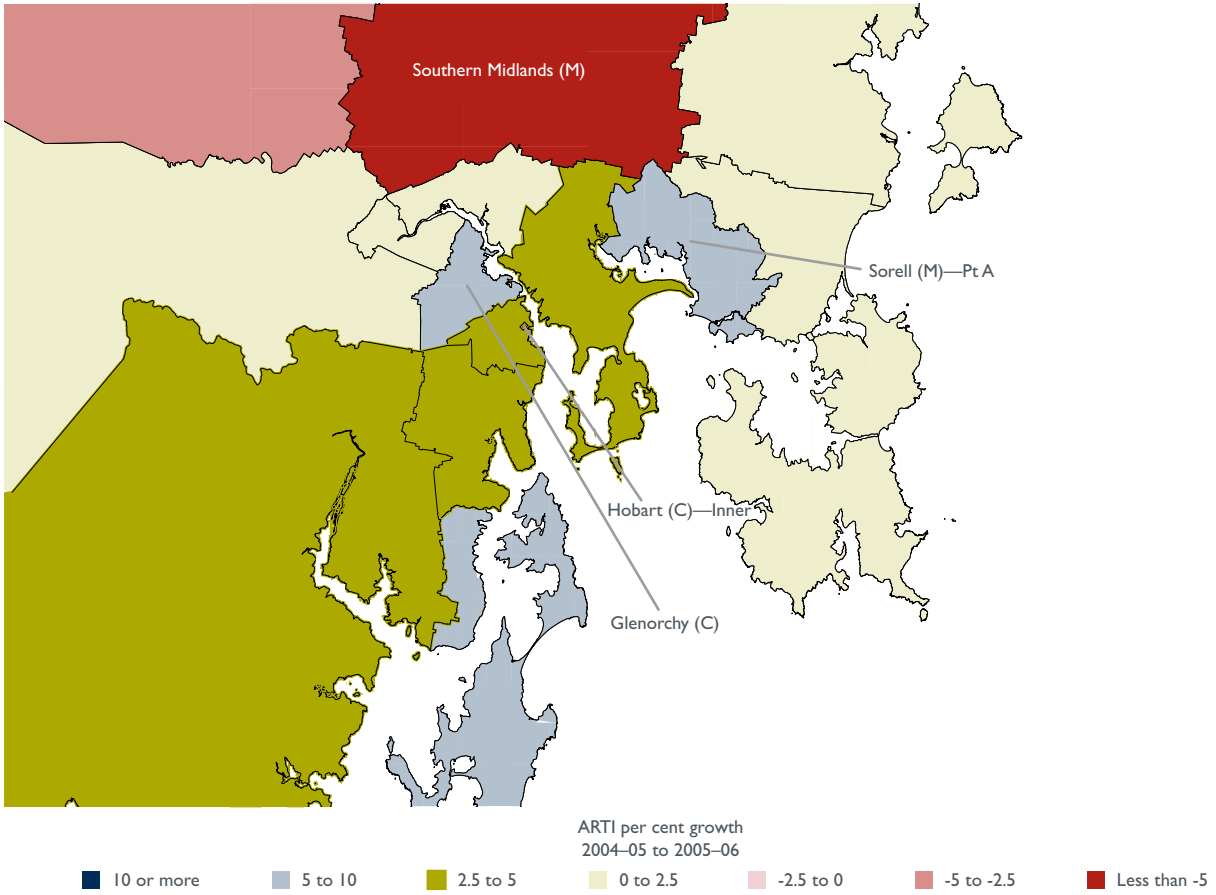 Southern Midlands (M)
Sorell (M)—Pt A
Hobart (C)—Inner
Glenorchy (C)
ARTI per cent growth
2004–05 to 2005–06
10 or more
5 to 10
2.5 to 5
0 to 2.5
-2.5 to 0
-5 to -2.5
Less than -5